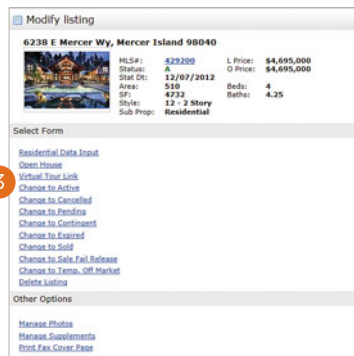 Modify listing
6238 E Mercer Wy, Mercer Island 98040
MLS#: 429200 L Price: $4,695,000
Status: A O Price: $4,695,000
Stat Dt: 12/07/2012
Area: 510 Beds: 4
SF: 4732 Baths: 4.25
Style: 12 - 2 Story
Sub Prop: Residential
Select Form
Residential Data Input
Open House
Virtual Tour Link
3
Change to Active
Change to Cancelled
Change to Pending
Change to Contingent
Change to Expired
Change to Sold
Change to Sale Fail Release
Change to Temp. Off Market
Delete Listing
Other Options
Manage Photos
Manage Supplements
Print Fax Cover Page